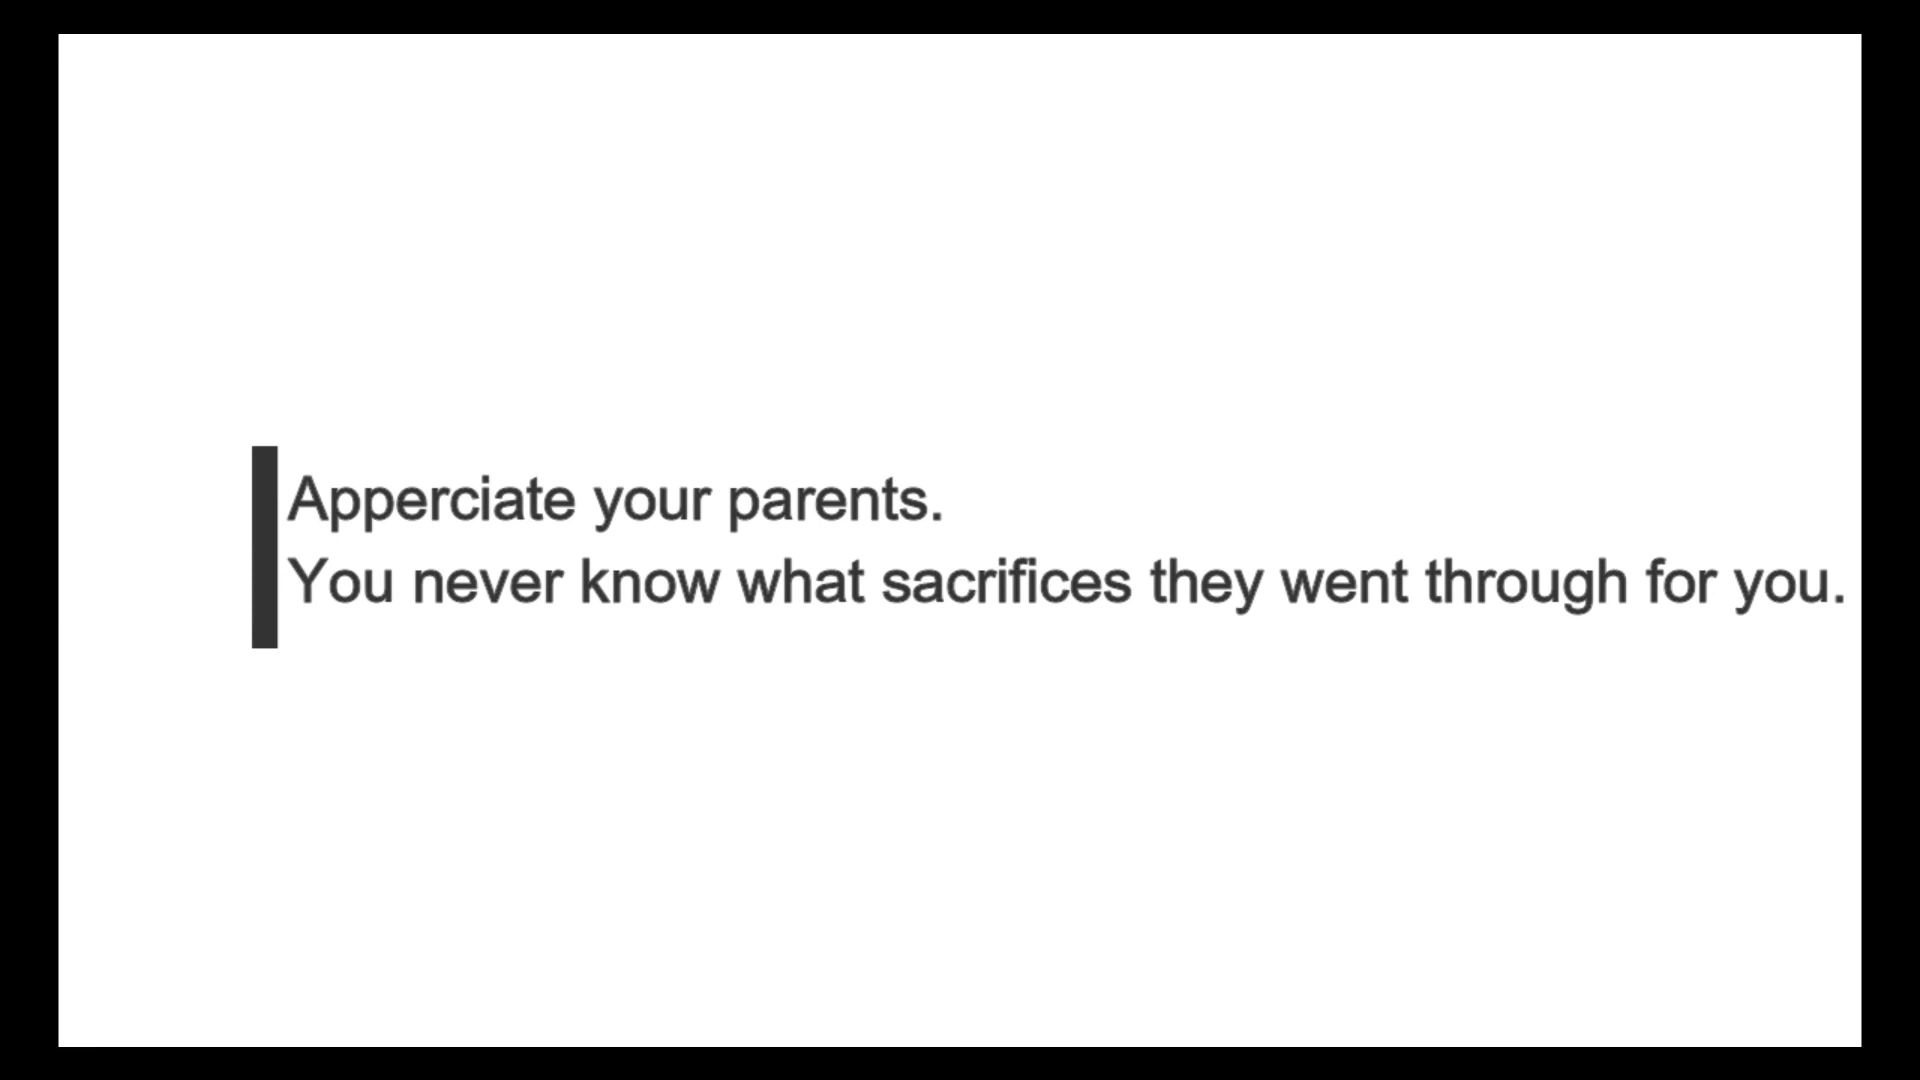 Apperciate your parents.
You never know what sacrifices they went through for you.